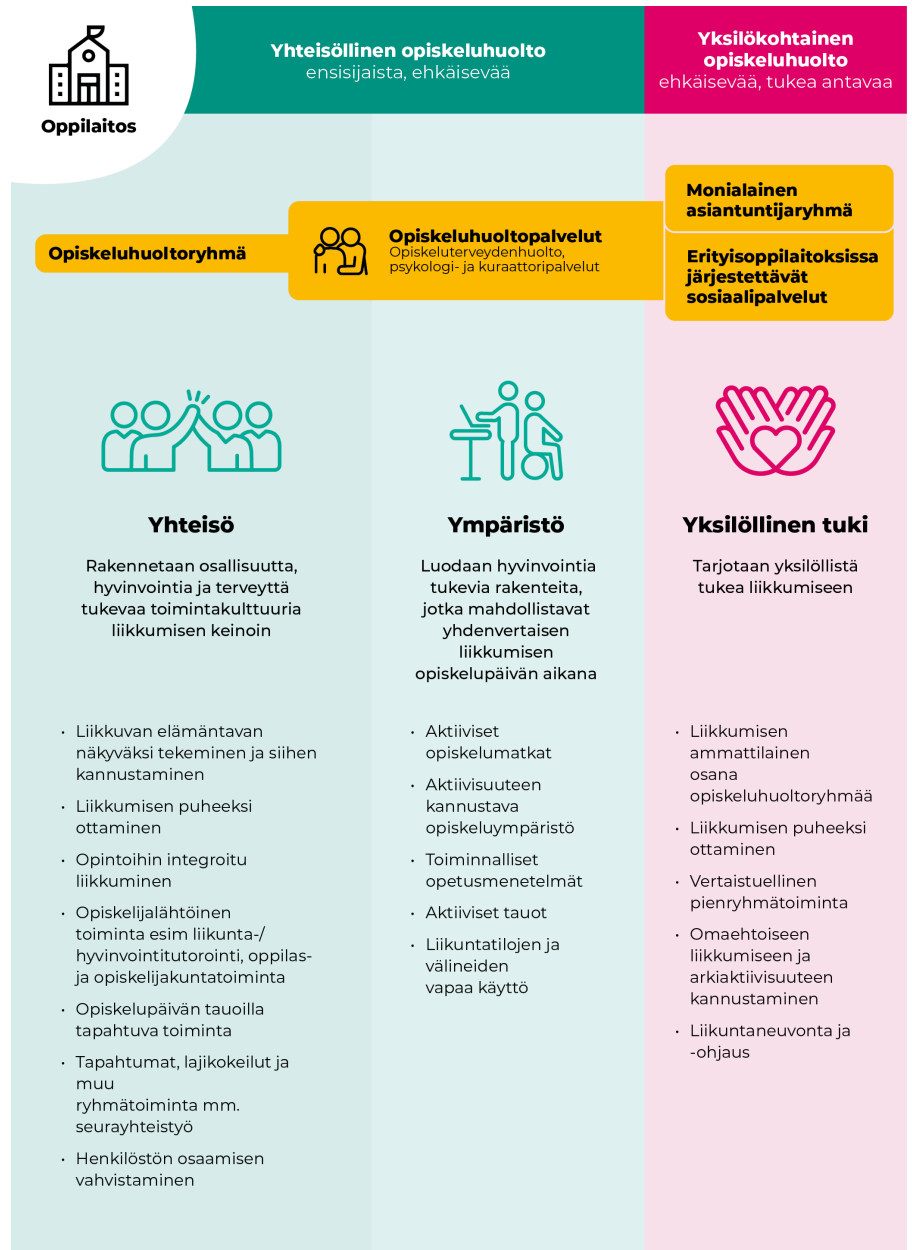 Oppilaitos
Yhteisöllinen opiskeluhuolto
ensisijaista, ehkäisevää
Yksilökohtainen
opiskeluhuolto
ehkäisevää, tukea antavaa
Opiskeluhuoltoryhmä
Opiskeluhuoltopalvelut
Opiskeluterveydenhuolto,
psykologi- ja kuraattoripalvelut
Monialainen
asiantuntijaryhmä
Erityisoppilaitoksissa
järjestettävät
sosiaalipalvelut
Yhteisö
Rakennetaan osallisuutta,
hyvinvointia ja terveyttä
tukevaa toimintakulttuuria
liikkumisen keinoin
• Liikkuvan elämäntavan
näkyväksi tekeminen ja siihen
kannustaminen
• Liikkumisen puheeksi
ottaminen
• Opintoihin integroitu
liikkuminen
• Opiskelijalähtöinen
toiminta esim liikunta-/
hyvinvointitutorointi, oppilas-
ja opiskelijakuntatoiminta
• Opiskelupäivän tauoilla
tapahtuva toiminta
• Tapahtumat, lajikokeilut ja
muu
ryhmätoiminta mm.
seurayhteistyö
• Henkilöstön osaamisen
vahvistaminen
Ympäristö
Luodaan hyvinvointia
tukevia rakenteita,
jotka mahdollistavat
yhdenvertaisen
liikkumisen
opiskelupäivän aikana
• Aktiiviset
opiskelumatkat
• Aktiivisuuteen
kannustava
opiskeluympäristö
• Toiminnalliset
opetusmenetelmät
• Aktiiviset tauot
• Liikuntatilojen ja
välineiden
vapaa käyttö
Yksilöllinen tuki
Tarjotaan yksilöllistä
tukea liikkumiseen
• Liikkumisen
ammattilainen
osana
opiskeluhuoltoryhmää
• Liikkumisen puheeksi
ottaminen
• Vertaistuellinen
pienryhmätoiminta
• Omaehtoiseen
liikkumiseen ja
arkiaktiivisuuteen
kannustaminen
• Liikuntaneuvonta ja
-ohjaus